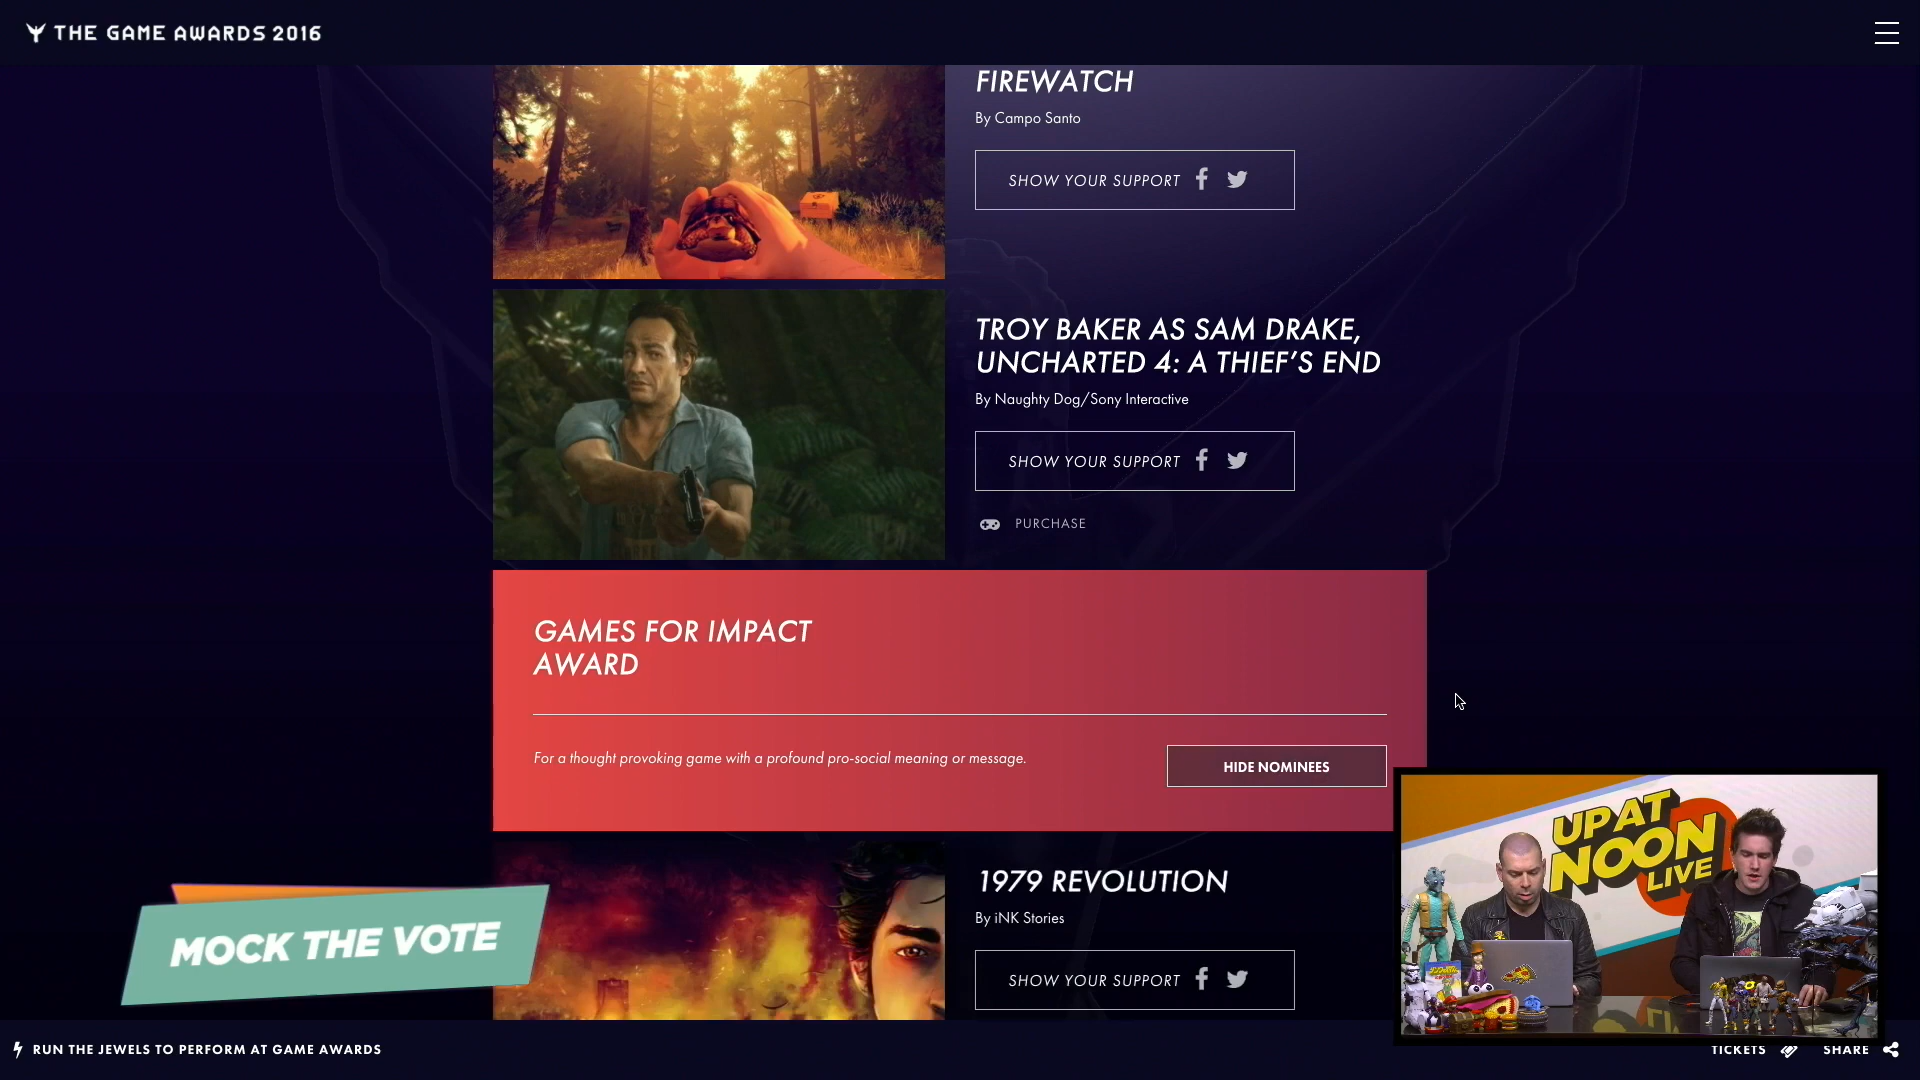 THE GAME AWARDS 2016
FIREWATCH
By Campo Santo
SHOW YOUR SUPPORT
TROY BAKER AS SAM DRAKE,
UNCHARTED 4: A THIEF’S END
By Naughty Dog/Sony Interactive
SHOW YOUR SUPPORT
PURCHASE
GAMES FOR IMPACT
AWARD
For a thought provoking game with a profound pro-social meaning or message.
HIDE NOMINEES
UP AT
NOON
LIVE
1979 REVOLUTION
By iNK Stories
SHOW YOUR SUPPORT
MOCK THE VOTE
RUN THE JEWELS TO PERFORM AT GAME AWARDS
TICKETS
SHARE